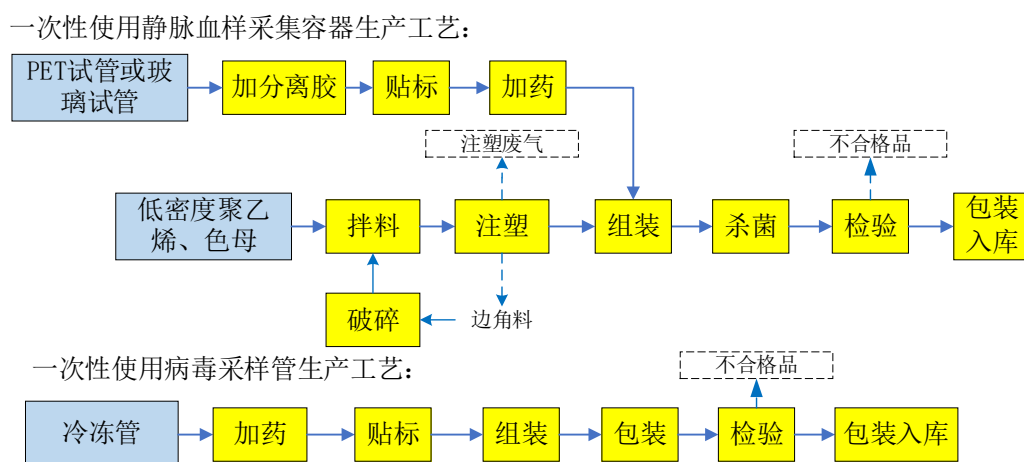 一次性使用静脉血样采集容器生产工艺：
PET试管或玻
璃试管
加分离胶
贴标
加药
注塑废气
不合格品
低密度聚乙
烯、色母
拌料
注塑
组装
杀菌
检验
包装
入库
破碎
边角料
一次性使用病毒采样管生产工艺：
不合格品
冷冻管
加药
贴标
组装
包装
检验
包装入库